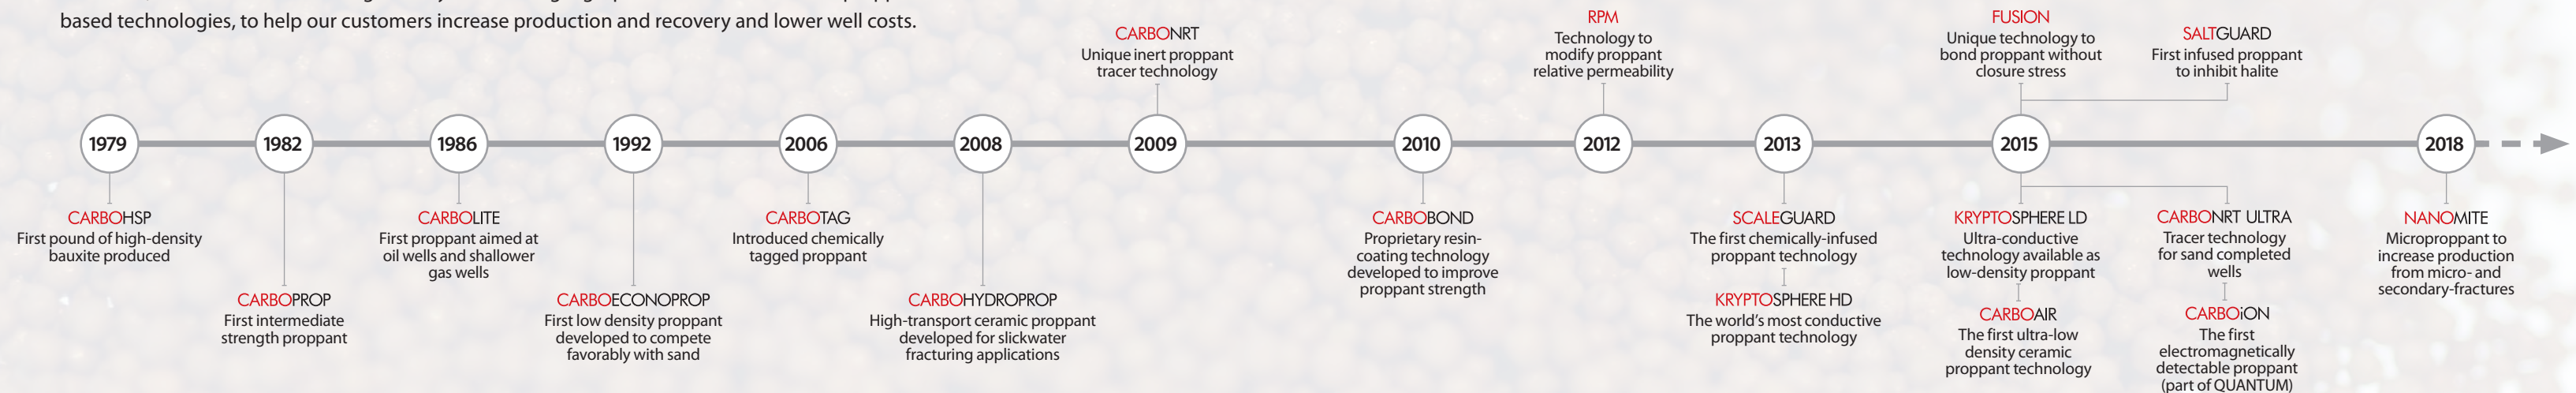 based technologies, to help our customers increase production and recovery and lower well costs.
CARBONRT
Unique inert proppant
tracer technology
RPM
Technology to
modify proppant
relative permeability
FUSION
Unique technology to
bond proppant without
closure stress
SALTGUARD
First infused proppant
to inhibit halite
1979
1982
1986
1992
2006
2008
2009
2010
2012
2013
2015
2018
CARBOHSP
First pound of high-density
bauxite produced
CARBOPROP
First intermediate
strength proppant
CARBOLITE
First proppant aimed at
oil wells and shallower
gas wells
CARBOECONOPROP
First low density proppant
developed to compete
favorably with sand
CARBOTAG
Introduced chemically
tagged proppant
CARBOHYDROPROP
High-transport ceramic proppant
developed for slickwater
fracturing applications
CARBOBOND
Proprietary resin-
coating technology
developed to improve
proppant strength
SCALEGUARD
The first chemically-infused
proppant technology
KRYPTOSPHERE HD
The world's most conductive
proppant technology
KRYPTOSPHERE LD
Ultra-conductive
technology available as
low-density proppant
CARBOAIR
The first ultra-low
density ceramic
proppant technology
CARBONRT ULTRA
Tracer technology
for sand completed
wells
CARBOiON
The first
electromagnetically
detectable proppant
(part of QUANTUM)
NANOMITE
Microproppant to
increase production
from micro- and
secondary-fractures